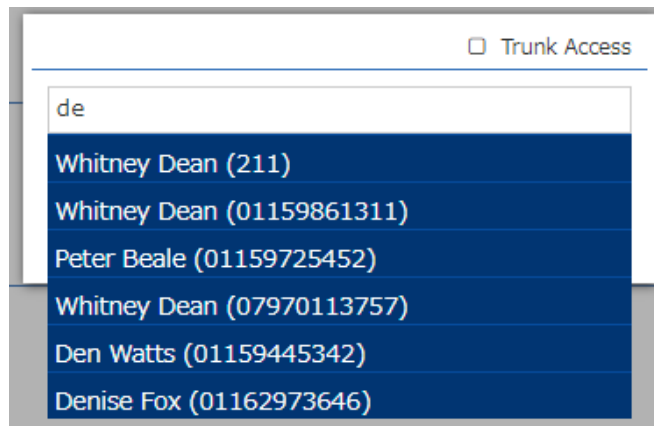 Trunk Access
de
Whitney Dean (211)
Whitney Dean (01159861311)
Peter Beale (01159725452)
Whitney Dean (07970113757)
Den Watts (01159445342)
Denise Fox (01162973646)